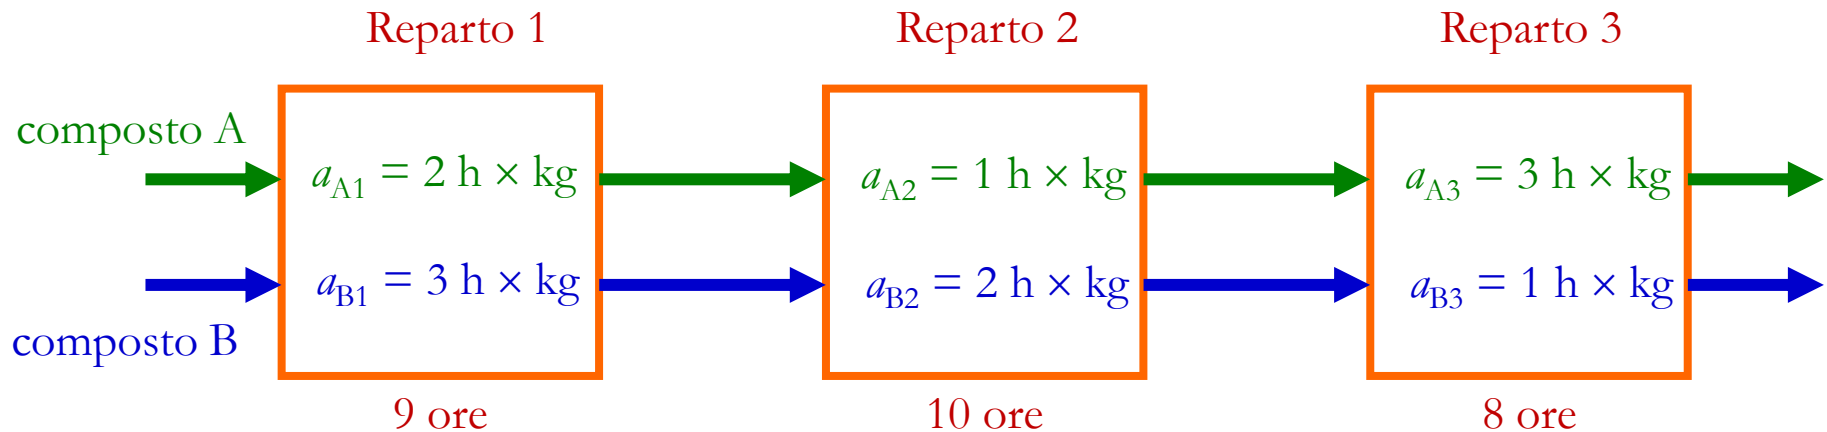 Reparto 1
Reparto 2
Reparto 3
composto A
a_A1 = 2 h × kg
a_A2 = 1 h × kg
a_A3 = 3 h × kg
a_B1 = 3 h × kg
a_B2 = 2 h × kg
a_B3 = 1 h × kg
composto B
9 ore
10 ore
8 ore